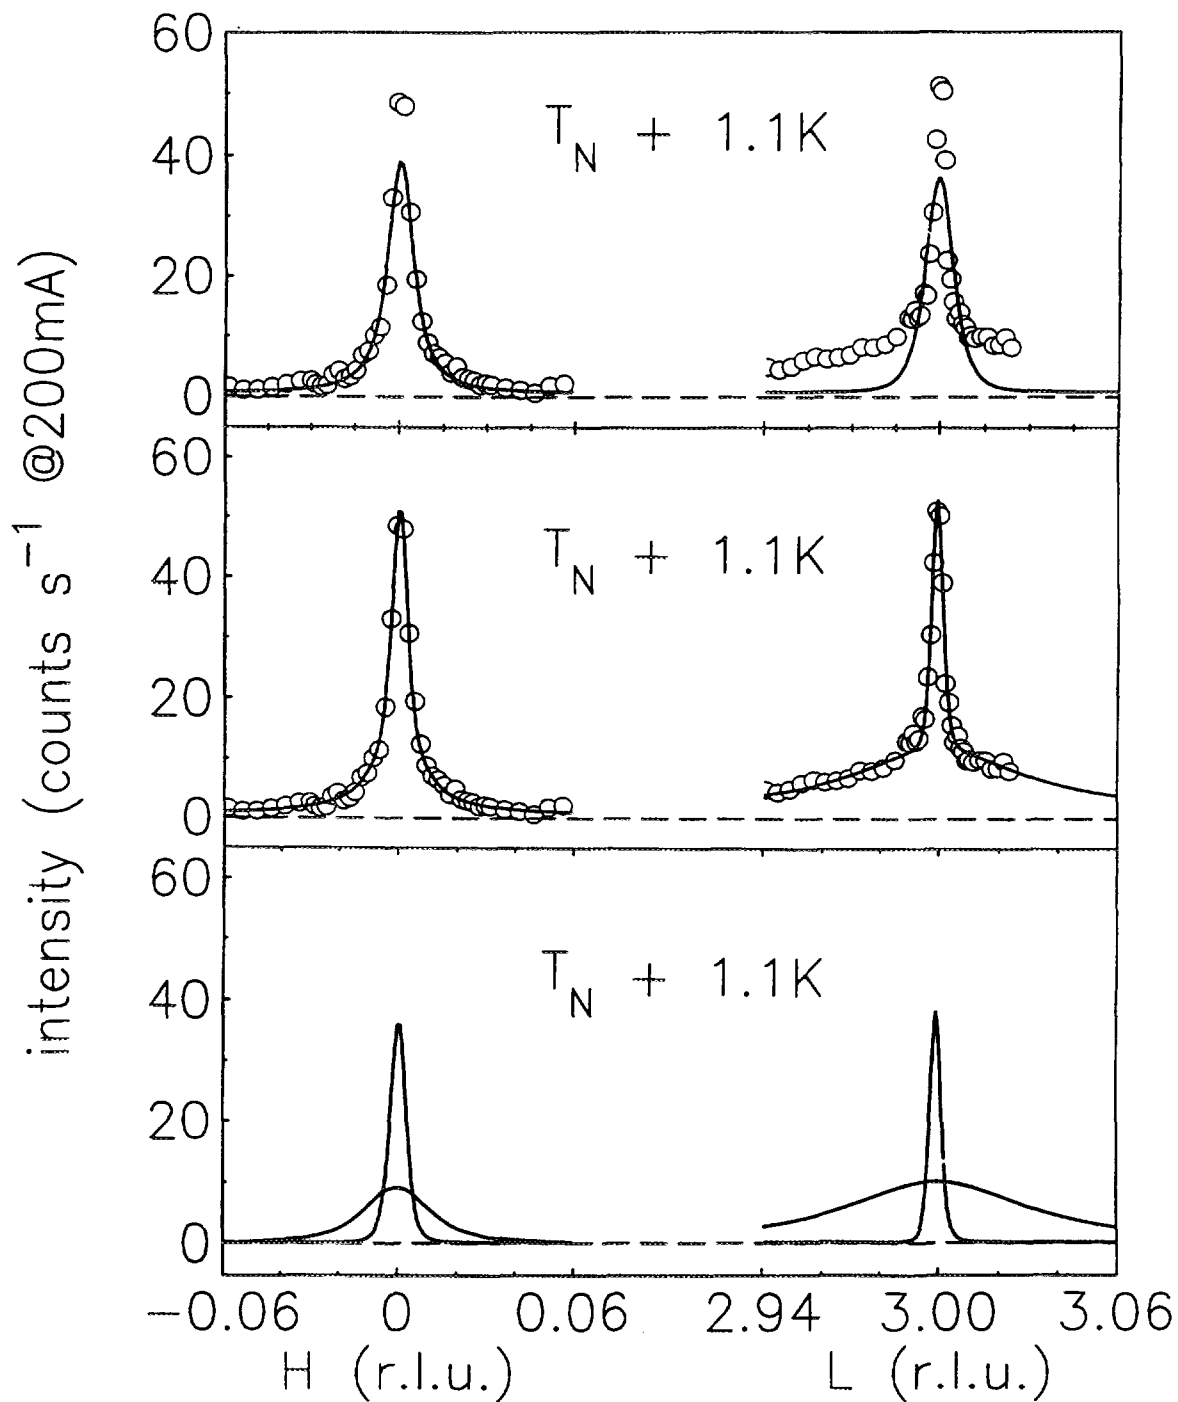 intensity (counts s⁻¹ @200mA)
60
40
20
0
T_N + 1.1K
60
40
20
0
T_N + 1.1K
60
40
20
0
T_N + 1.1K
−0.06 0 0.06 2.94 3.00 3.06
H (r.l.u.) L (r.l.u.)